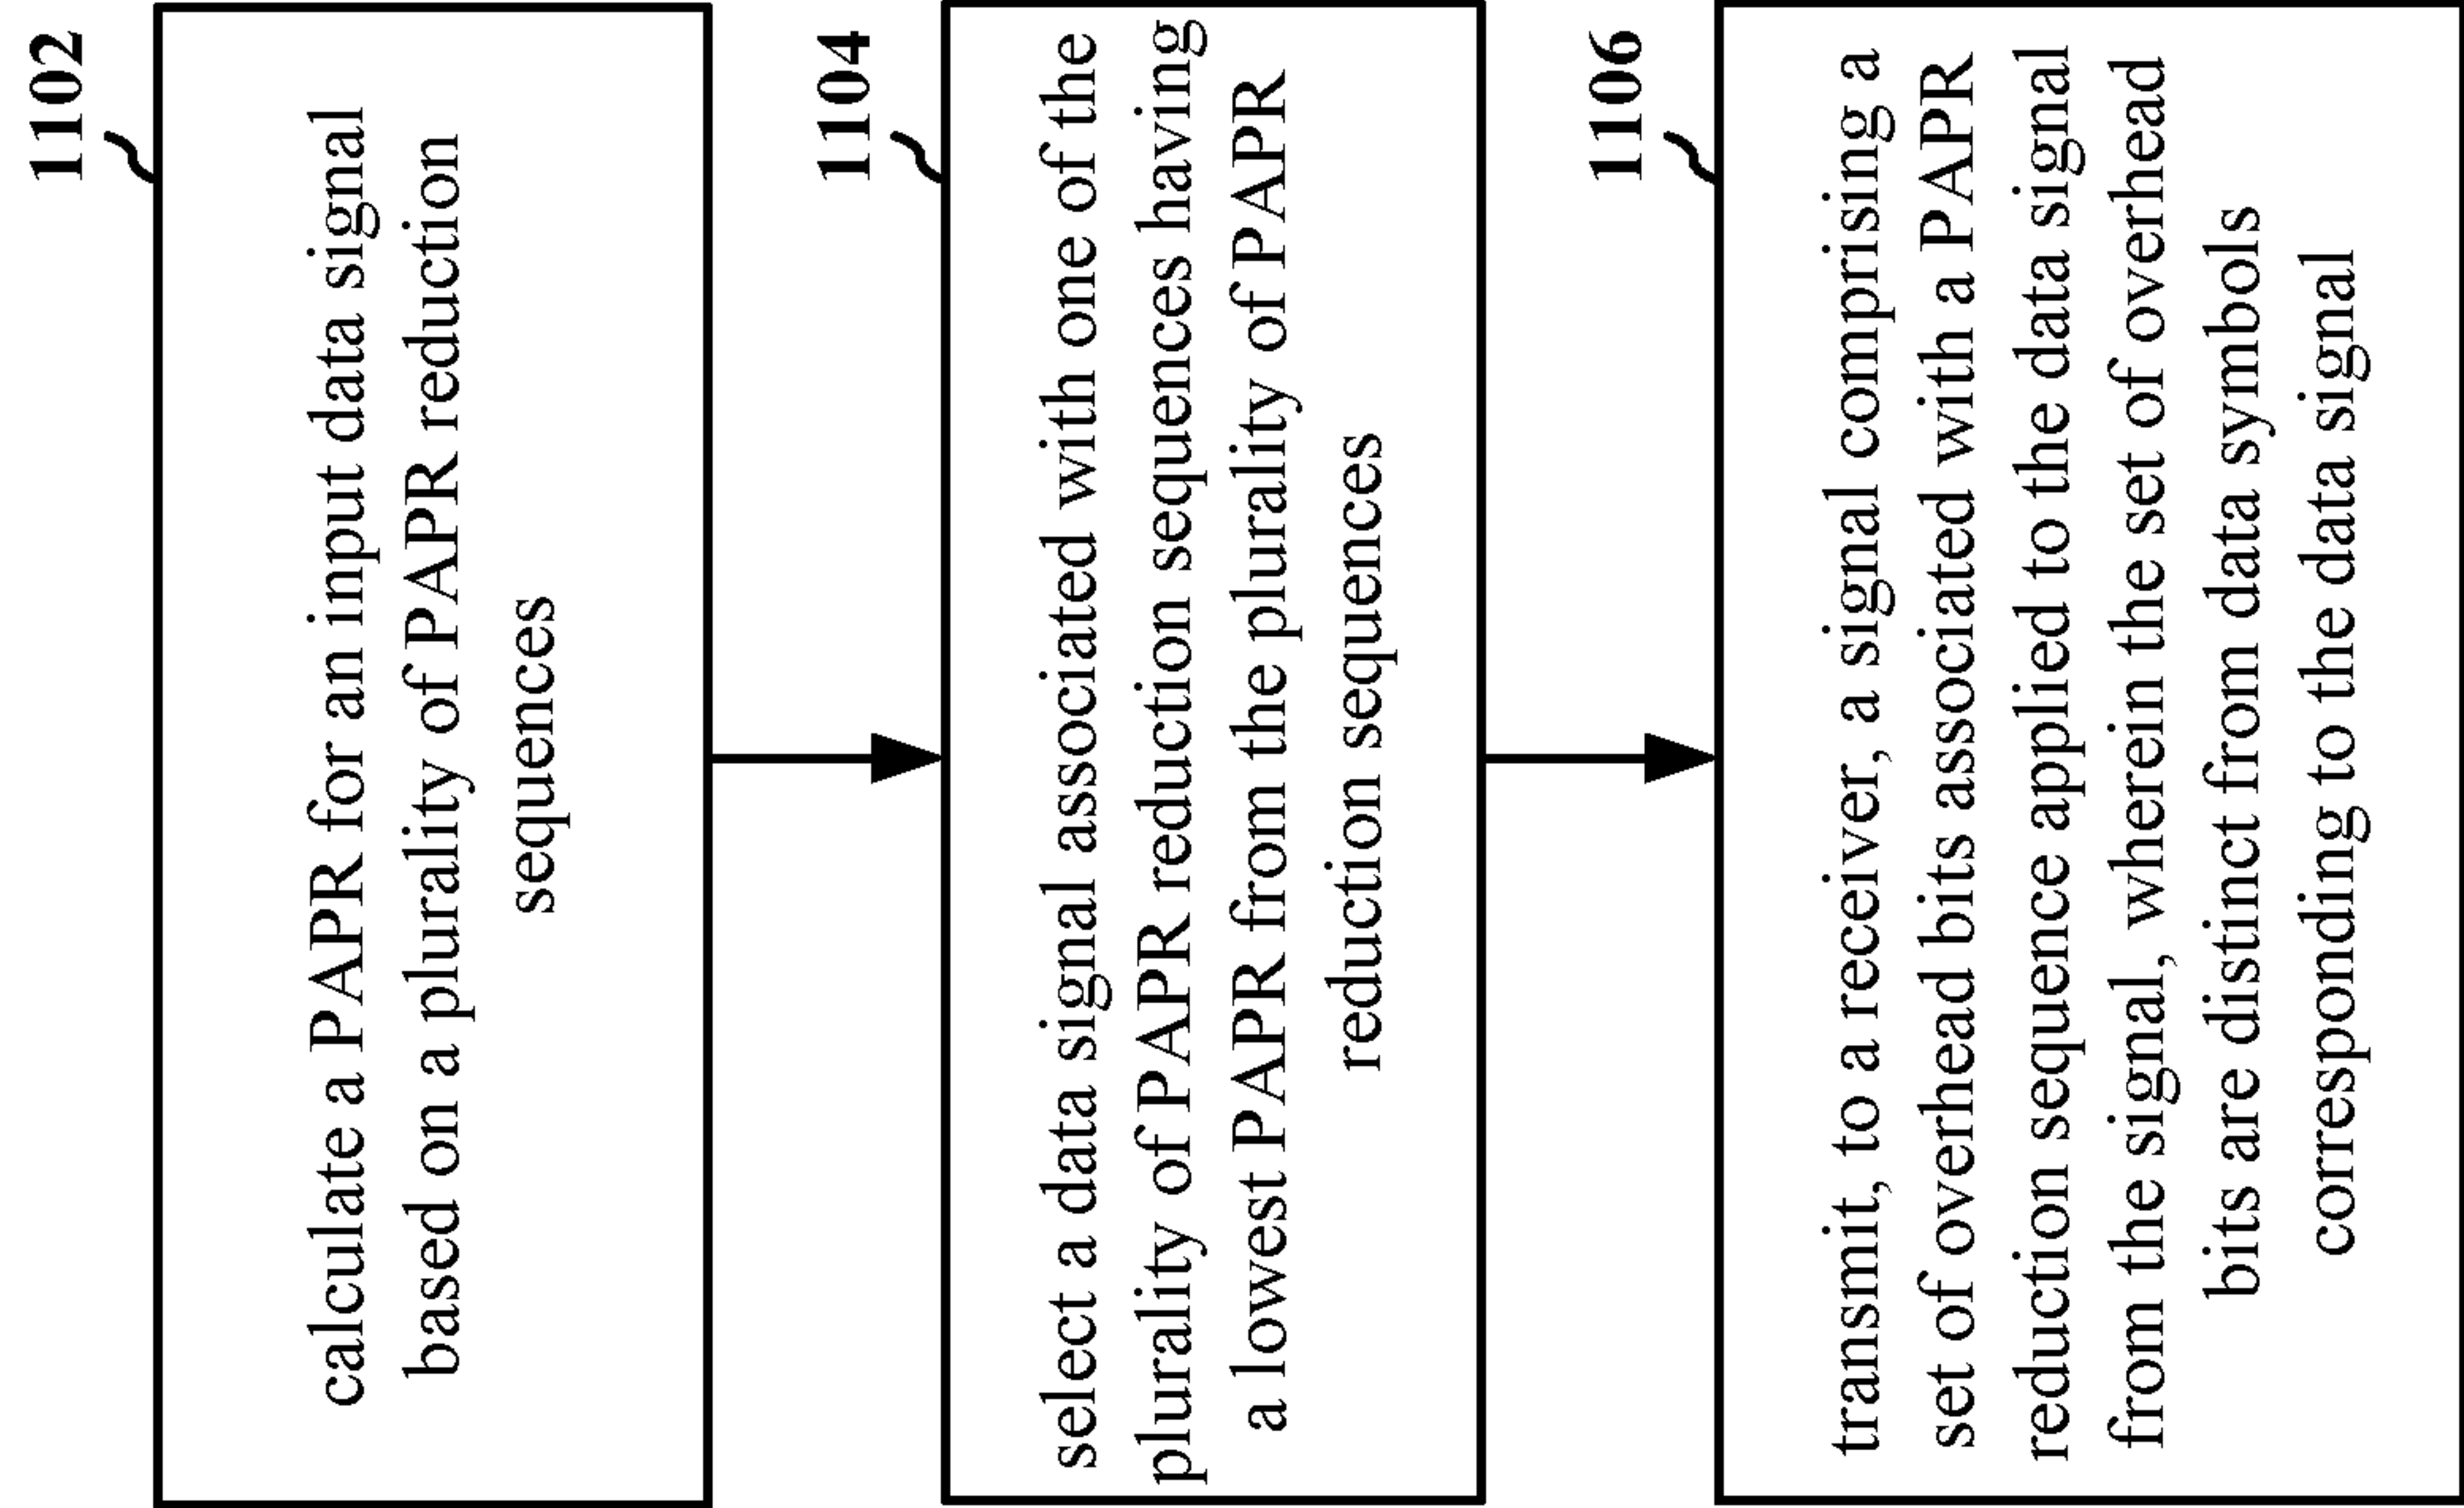 1102
calculate a PAPR for an input data signal
based on a plurality of PAPR reduction
sequences
1104
select a data signal associated with one of the
plurality of PAPR reduction sequences having
a lowest PAPR from the plurality of PAPR
reduction sequences
1106
transmit, to a receiver, a signal comprising a
set of overhead bits associated with a PAPR
reduction sequence applied to the data signal
from the signal, wherein the set of overhead
bits are distinct from data symbols
corresponding to the data signal